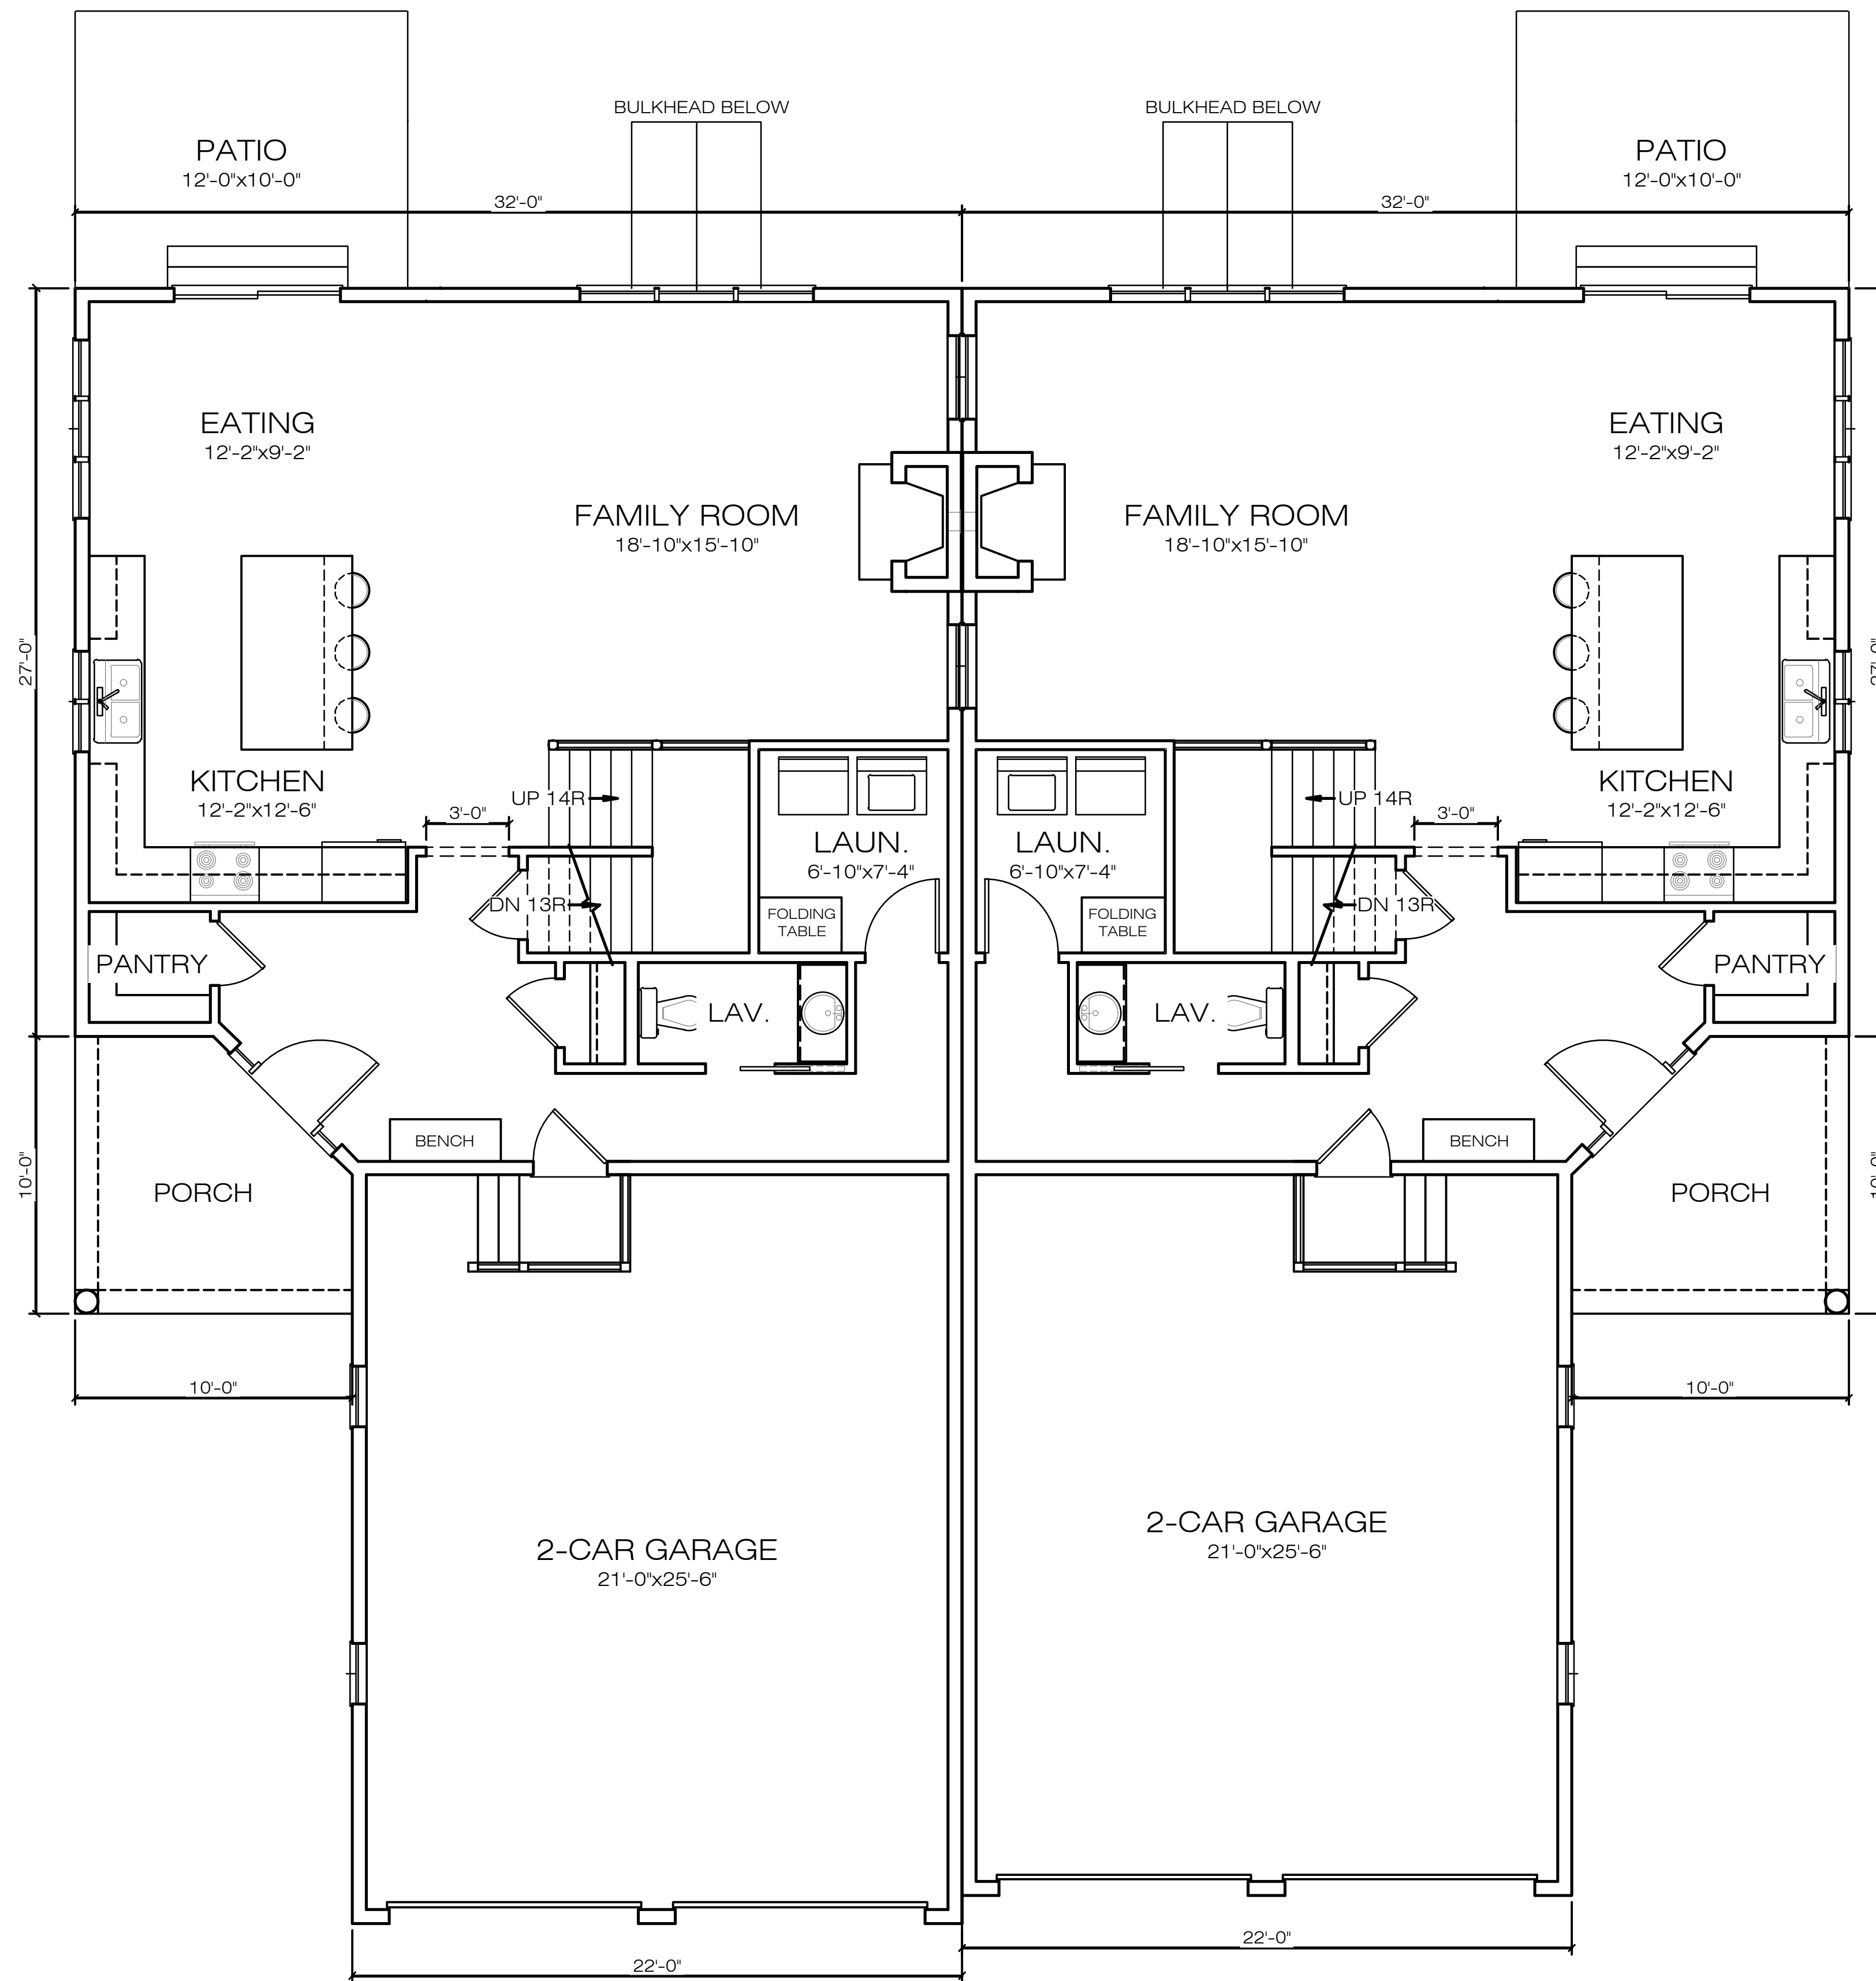 BULKHEAD BELOW
BULKHEAD BELOW
PATIO
12'-0"x10'-0"
PATIO
12'-0"x10'-0"
32'-0"
32'-0"
EATING
12'-2"x9'-2"
EATING
12'-2"x9'-2"
FAMILY ROOM
18'-10"x15'-10"
FAMILY ROOM
18'-10"x15'-10"
27'-0"
27'-0"
KITCHEN
12'-2"x12'-6"
KITCHEN
12'-2"x12'-6"
UP 14R
UP 14R
3'-0"
3'-0"
LAUN.
6'-10"x7'-4"
LAUN.
6'-10"x7'-4"
DN 13R
DN 13R
FOLDING
TABLE
FOLDING
TABLE
PANTRY
PANTRY
LAV.
LAV.
BENCH
BENCH
10'-0"
10'-0"
PORCH
PORCH
10'-0"
10'-0"
2-CAR GARAGE
21'-0"x25'-6"
2-CAR GARAGE
21'-0"x25'-6"
22'-0"
22'-0"